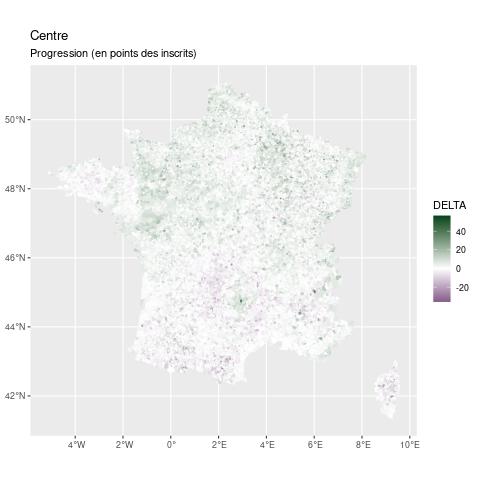 Centre
Progression (en points des inscrits)
50°N
48°N
46°N
44°N
42°N
4°W 2°W 0° 2°E 4°E 6°E 8°E 10°E
DELTA
40
20
0
-20